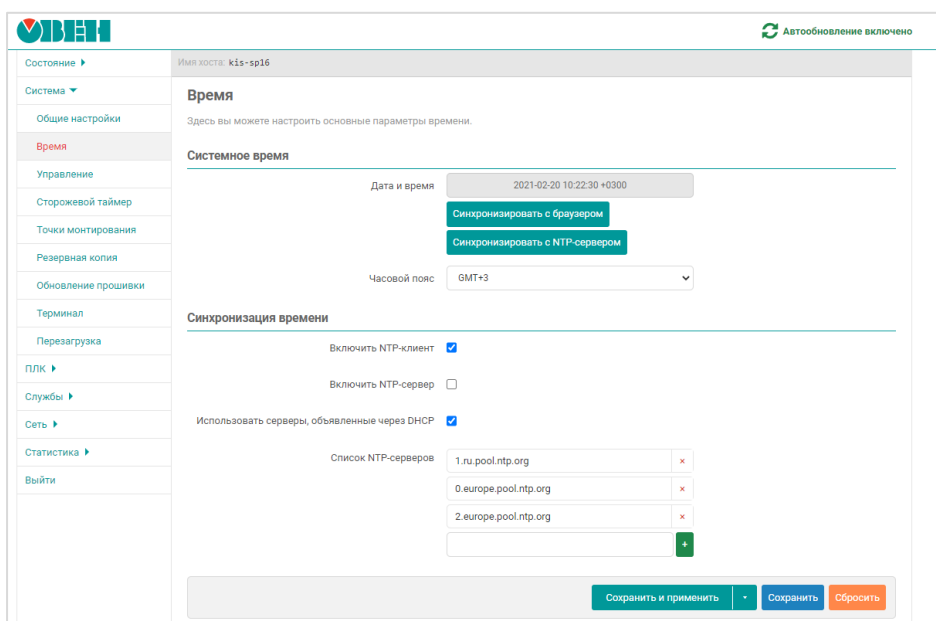 ОВЕН
Автообновление включено
Состояние
Имя хоста: kis-sp16
Система
Время
Общие настройки
Здесь вы можете настроить основные параметры времени.
Время
Системное время
Управление
Дата и время
2021-02-20 10:22:30 +0300
Сторожевой таймер
Синхронизировать с браузером
Точки монтирования
Синхронизировать с NTP-сервером
Резервная копия
Часовой пояс
GMT+3
Обновление прошивки
Терминал
Синхронизация времени
Перезагрузка
Включить NTP-клиент
ПЛК
Включить NTP-сервер
Службы
Сеть
Использовать серверы, объявленные через DHCP
Статистика
Список NTP-серверов
1.ru.pool.ntp.org
×
Выйти
0.europe.pool.ntp.org
×
2.europe.pool.ntp.org
×
+
Сохранить и применить
Сохранить
Сбросить